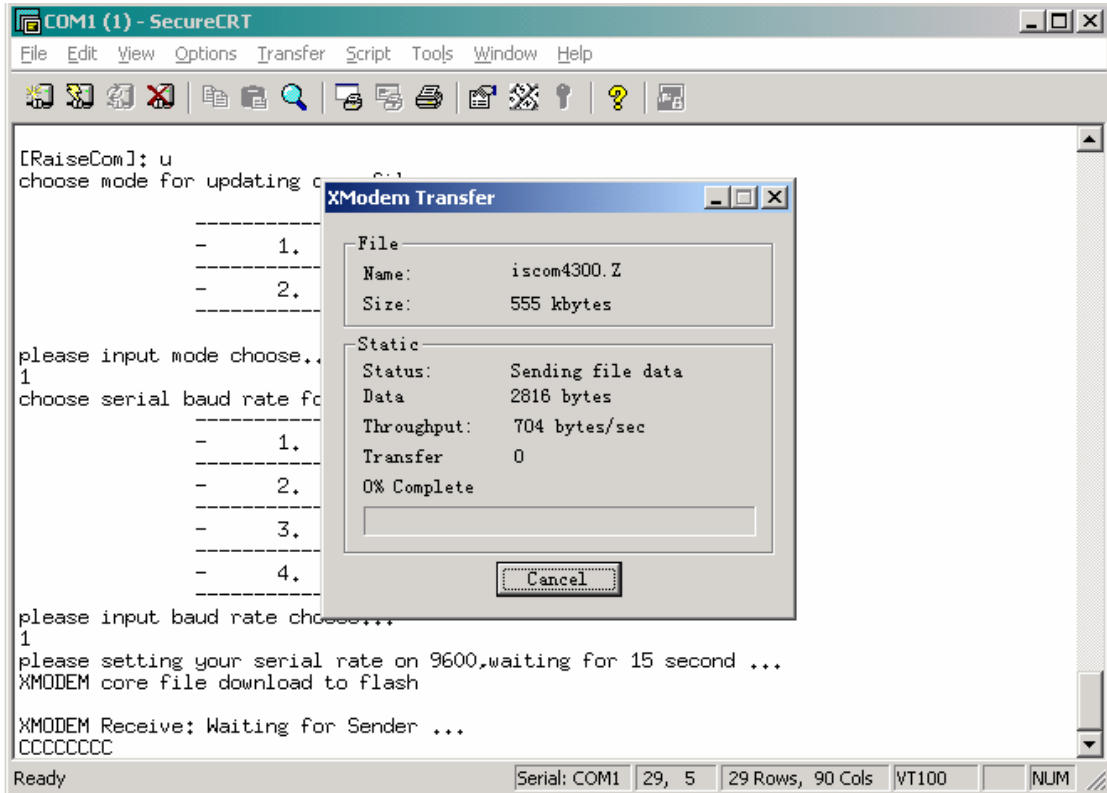 COM1 (1) - SecureCRT
File Edit View Options Transfer Script Tools Window Help
[RaiseCom]: u
choose mode for updating
- 1.
- 2.
please input mode choose..
1
choose serial baud rate
- 1.
- 2.
- 3.
- 4.
please input baud rate
1
please setting your serial rate on 9600,waiting for 15 second ...
XMODEM core file download to flash
XMODEM Receive: Waiting for Sender ...
CCCCCCCC
XModem Transfer
File
Name: iscom4300.Z
Size: 555 kbytes
Static
Status: Sending file data
Data 2816 bytes
Throughput: 704 bytes/sec
Transfer 0
0% Complete
Cancel
Ready Serial: COM1 29, 5 29 Rows, 90 Cols VT100 NUM